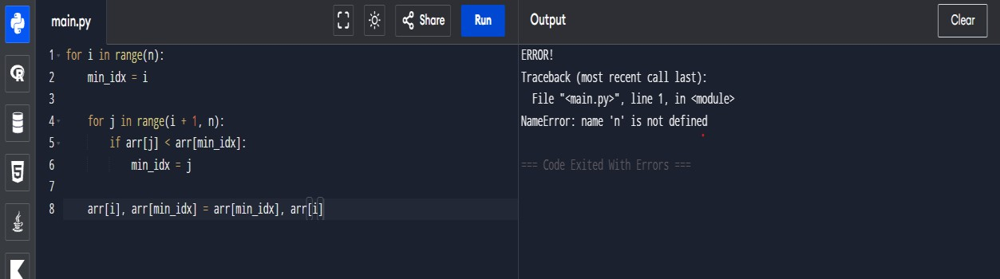 main.py
Share
Run
Output
Clear
1 for i in range(n):
2     min_idx = i
3
4     for j in range(i + 1, n):
5         if arr[j] < arr[min_idx]:
6             min_idx = j
7
8     arr[i], arr[min_idx] = arr[min_idx], arr[i]
ERROR!
Traceback (most recent call last):
  File "<main.py>", line 1, in <module>
NameError: name 'n' is not defined
=== Code Exited With Errors ===